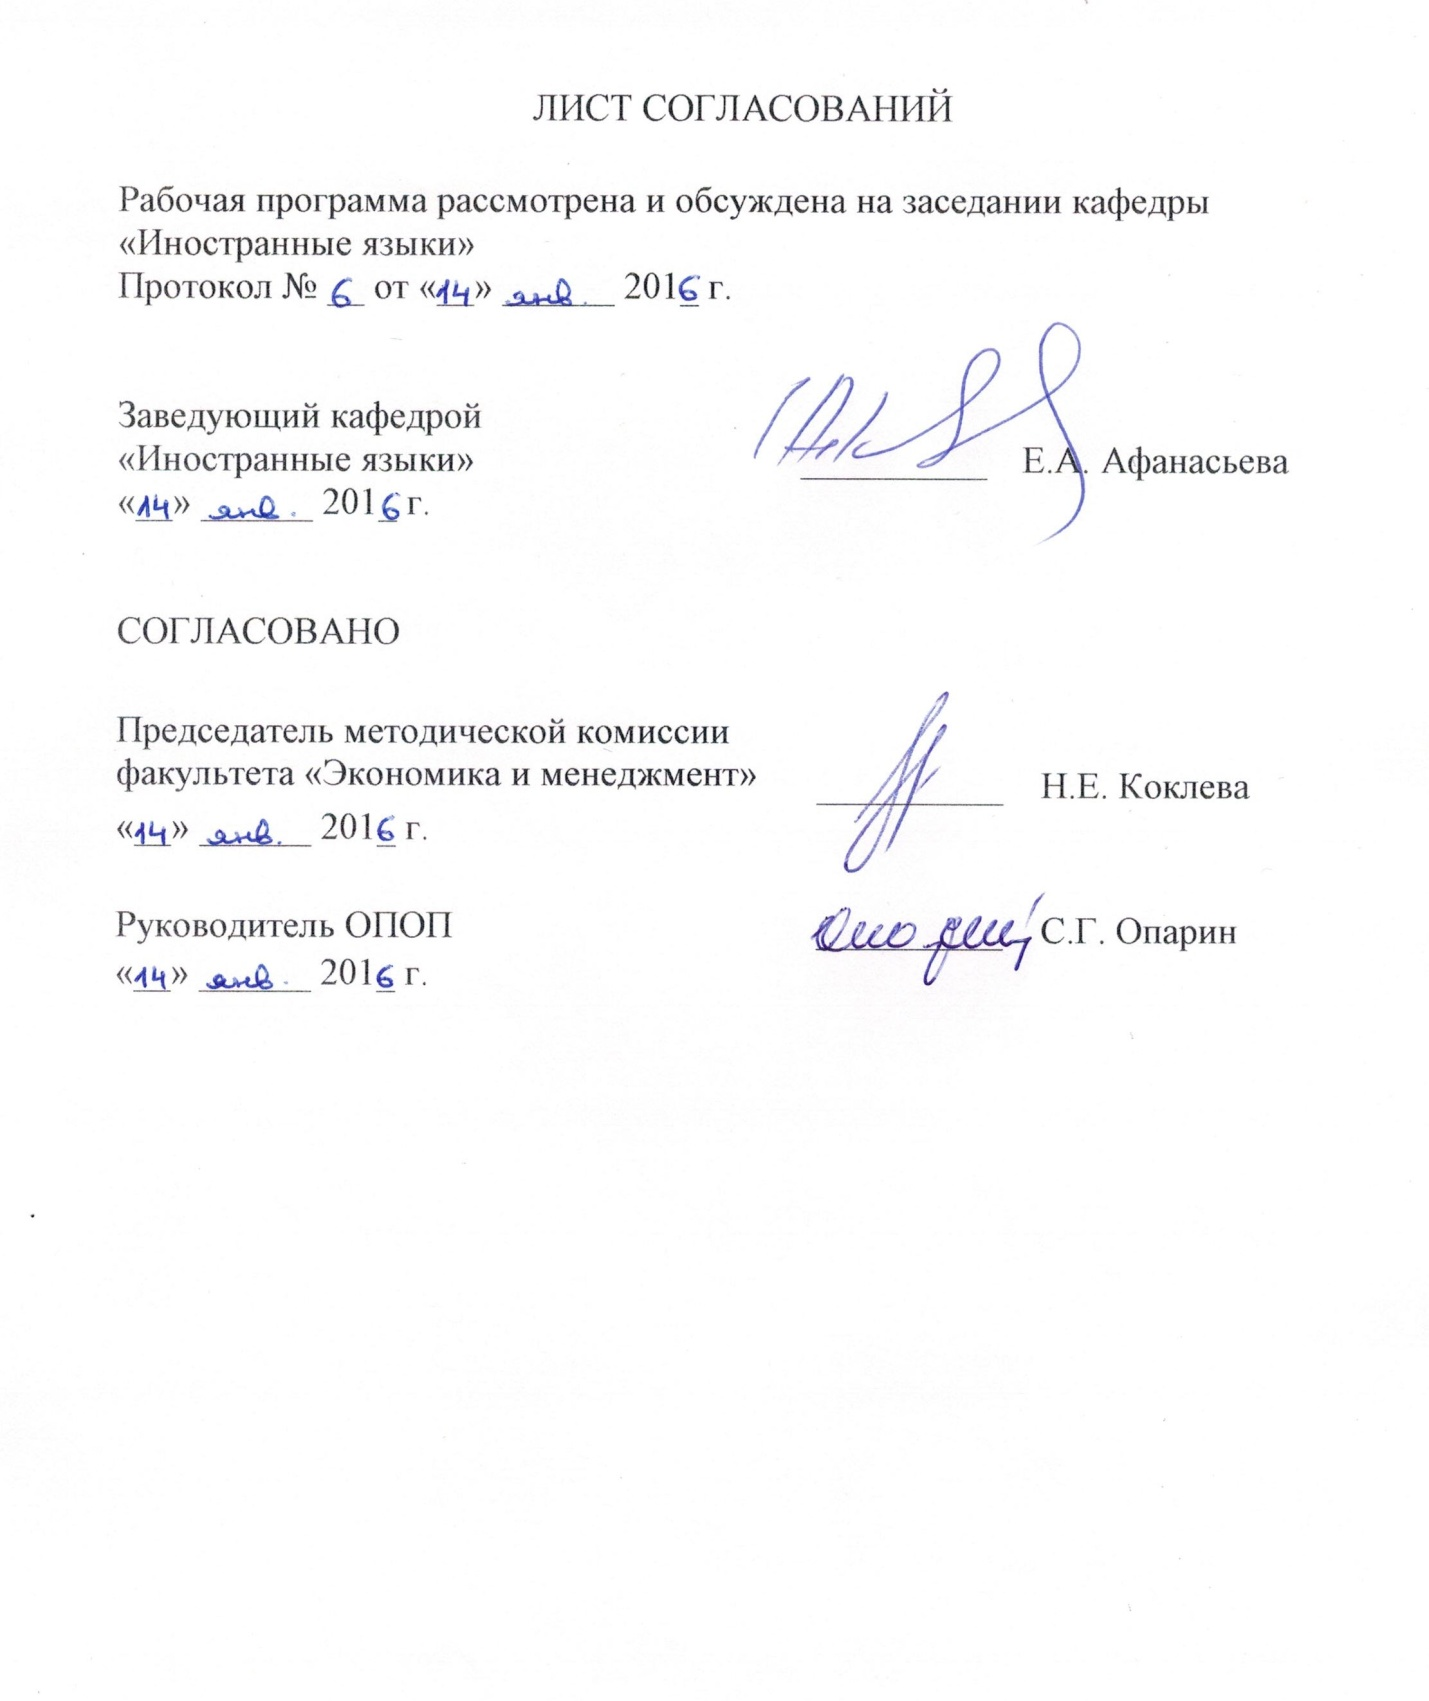 ЛИСТ СОГЛАСОВАНИЙ
Рабочая программа рассмотрена и обсуждена на заседании кафедры
«Иностранные языки»
Протокол № 6 от «14» янв. 2016 г.
Заведующий кафедрой
«Иностранные языки» Е.А. Афанасьева
«14» янв. 2016 г.
СОГЛАСОВАНО
Председатель методической комиссии
факультета «Экономика и менеджмент» Н.Е. Коклева
«14» янв. 2016 г.
Руководитель ОПОП С.Г. Опарин
«14» янв. 2016 г.